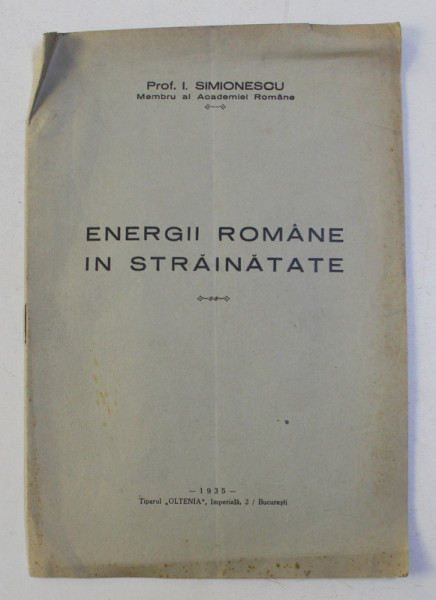 Prof. I. SIMIONESCU
Membru al Academiei Române
ENERGII ROMÂNE
IN STRĂINĂTATE
— 1935 —
Tiparul „OLTENIA“, Imperială, 2 / București